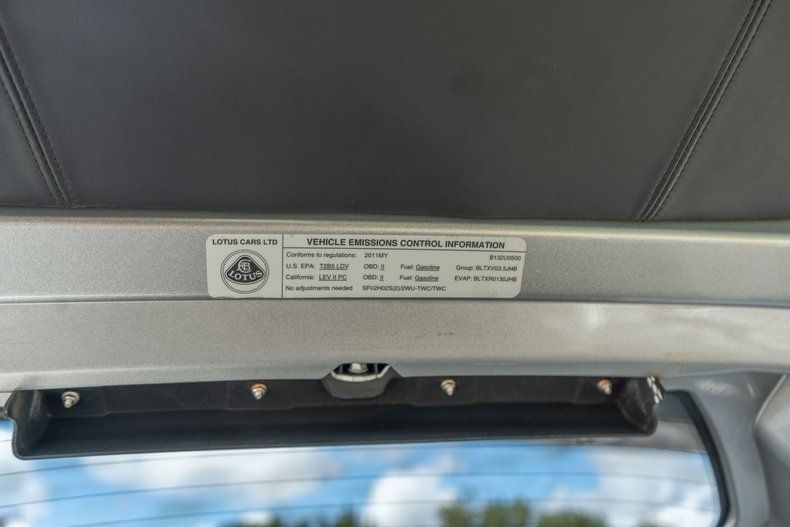 LOTUS CARS LTD
LOTUS
VEHICLE EMISSIONS CONTROL INFORMATION
Conforms to regulations: 2011MY B132U0500
U.S. EPA: T2B5 LDV OBD: II Fuel: Gasoline Group: BLTXV03.5JHB
California: LEV II PC OBD: II Fuel: Gasoline EVAP: BLTXR0130JHB
No adjustments needed SFI/2H02S(2)/2WU-TWC/TWC